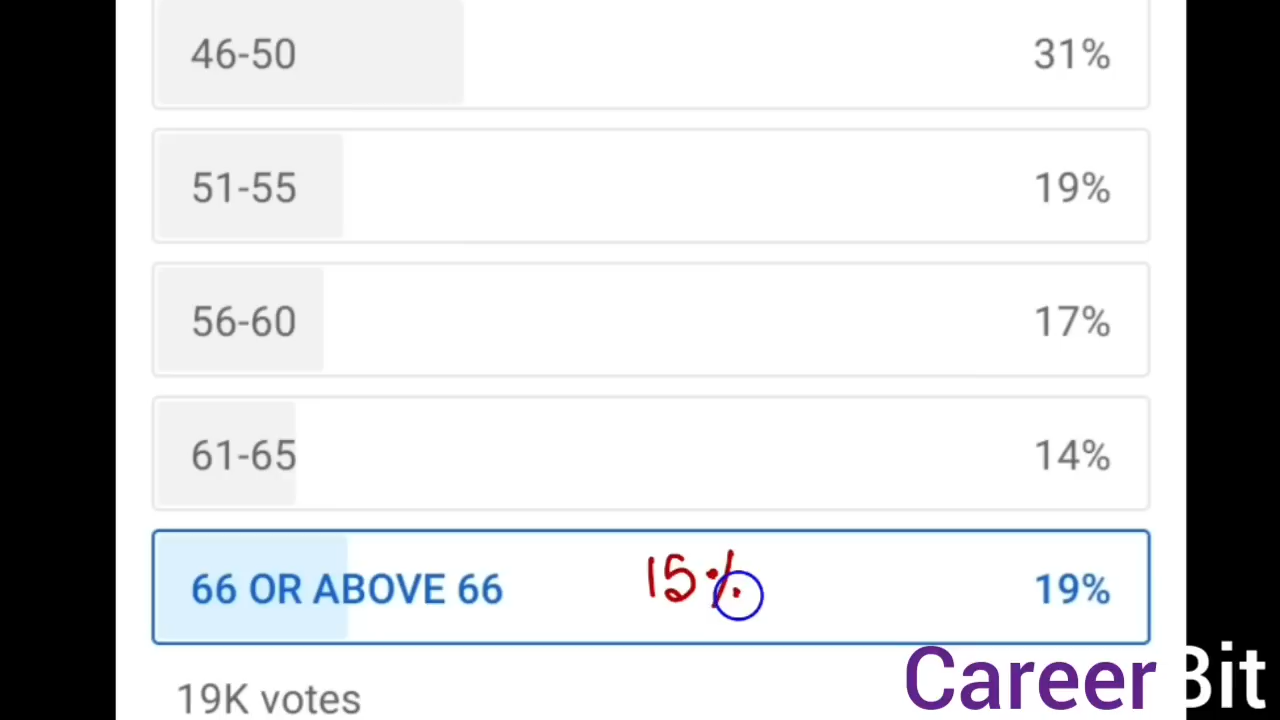 46-50 31%
51-55 19%
56-60 17%
61-65 14%
66 OR ABOVE 66 15% 19%
19K votes
Career Bit